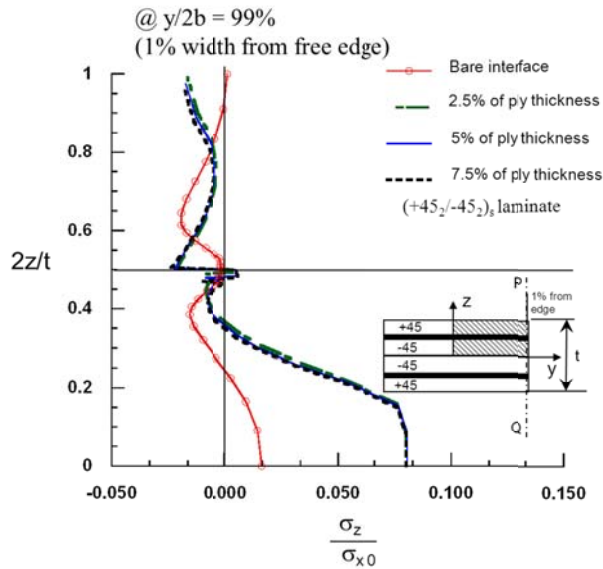 @ y/2b = 99%
(1% width from free edge)
Bare interface
2.5% of ply thickness
5% of ply thickness
7.5% of ply thickness
(+45₂/-45₂)ₛ laminate
1
0.8
0.6
2z/t
0.4
0.2
0
P
1% from
edge
z
+45
-45
y
t
-45
+45
Q
-0.050 0.000 0.050 0.100 0.150
σz
σx0